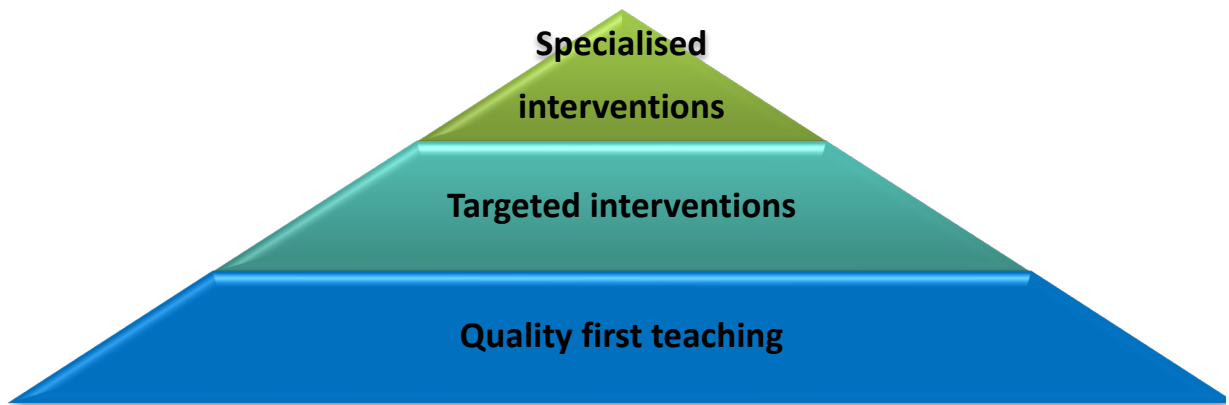 Specialised
interventions
Targeted interventions
Quality first teaching